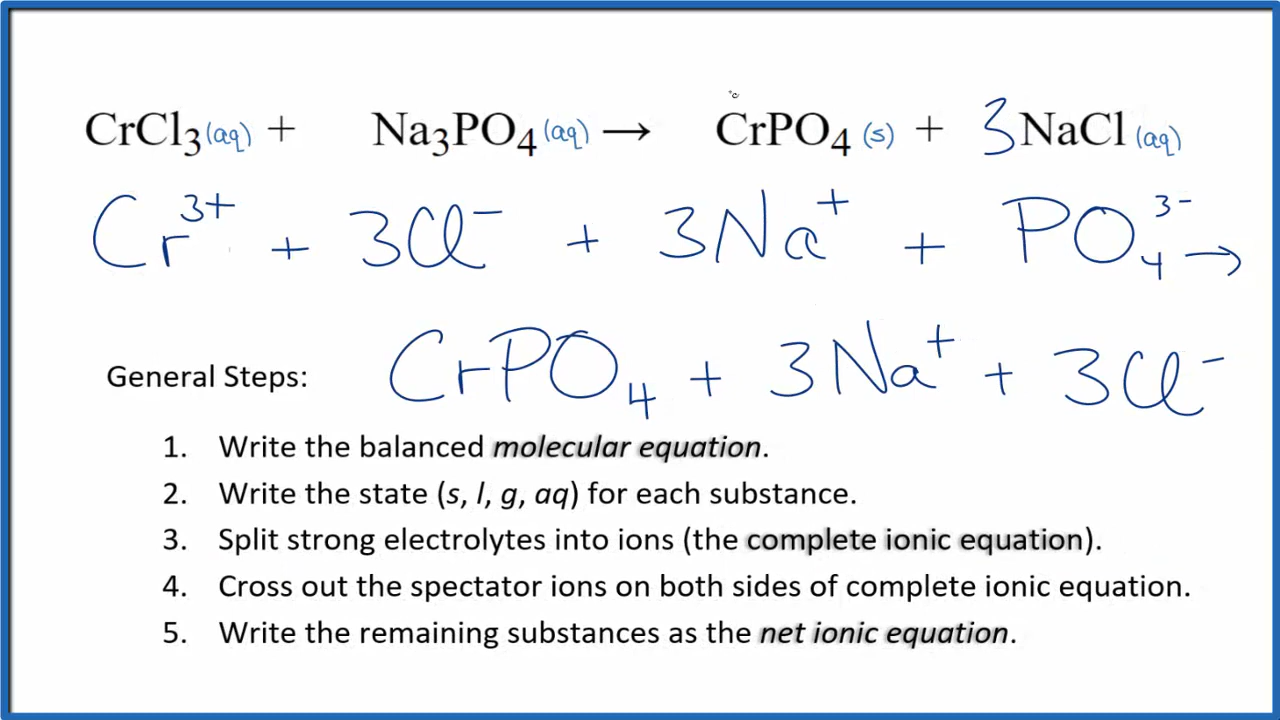 CrCl₃(aq) + Na₃PO₄(aq) → CrPO₄(s) + 3NaCl(aq)
Cr³⁺ + 3Cl⁻ + 3Na⁺ + PO₄³⁻ →
CrPO₄ + 3Na⁺ + 3Cl⁻
General Steps:
1. Write the balanced molecular equation.
2. Write the state (s, l, g, aq) for each substance.
3. Split strong electrolytes into ions (the complete ionic equation).
4. Cross out the spectator ions on both sides of complete ionic equation.
5. Write the remaining substances as the net ionic equation.